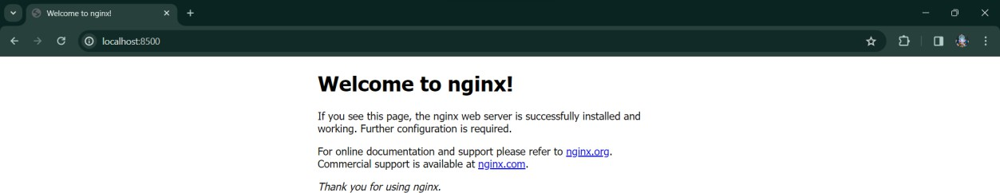 Welcome to nginx!
localhost:8500
Welcome to nginx!
If you see this page, the nginx web server is successfully installed and
working. Further configuration is required.
For online documentation and support please refer to nginx.org.
Commercial support is available at nginx.com.
Thank you for using nginx.